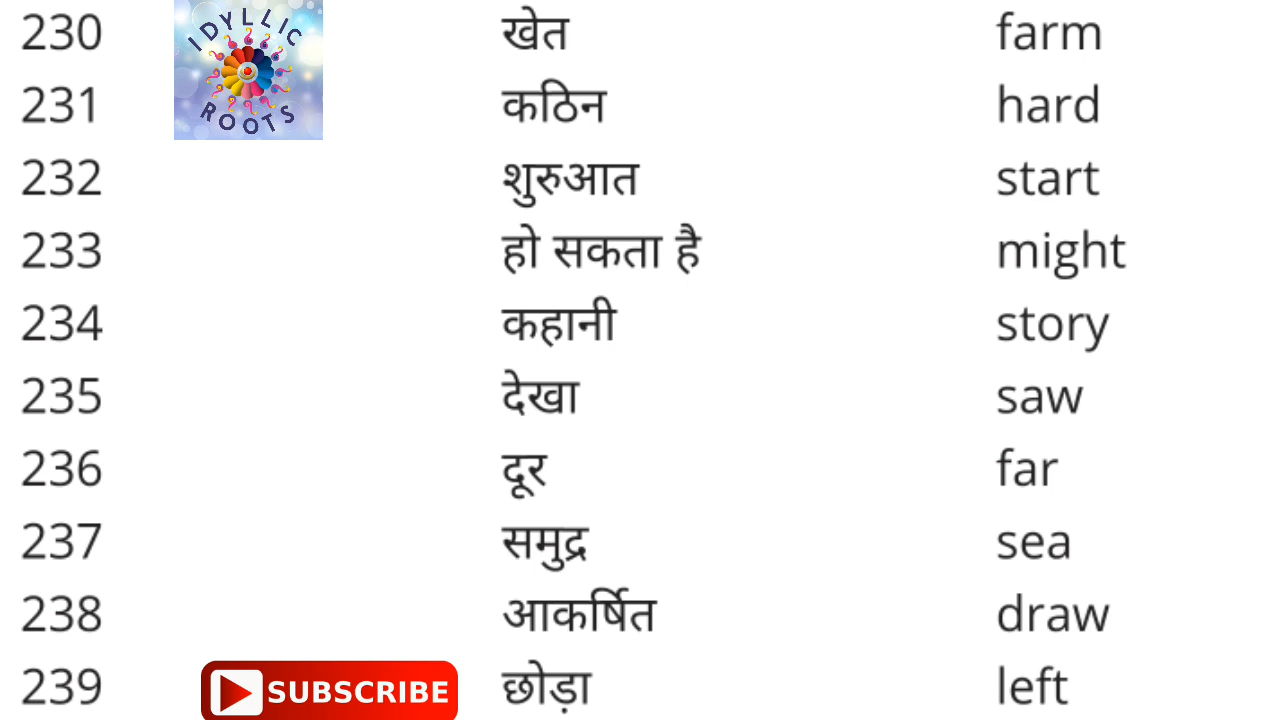 IDYLLIC
ROOTS
230 खेत farm
231 कठिन hard
232 शुरुआत start
233 हो सकता है might
234 कहानी story
235 देखा saw
236 दूर far
237 समुद्र sea
238 आकर्षित draw
239 SUBSCRIBE छोड़ा left